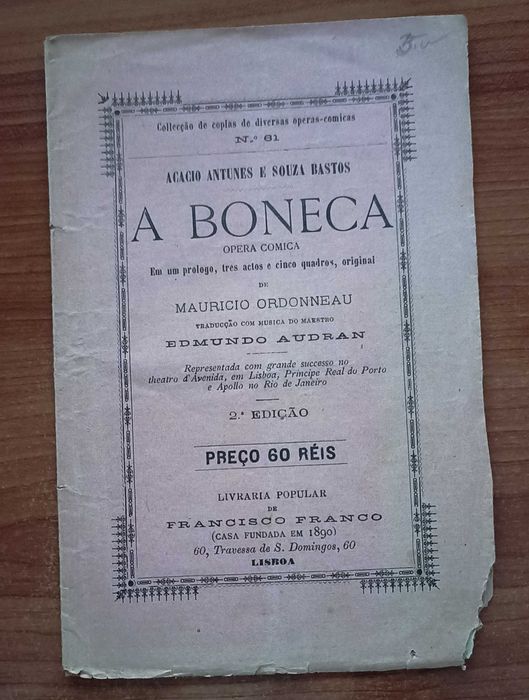 Collecção de coplas de diversas operas-comicas
N.º 61
ACACIO ANTUNES E SOUZA BASTOS
A BONECA
OPERA COMICA
Em um prologo, tres actos e cinco quadros, original
DE
MAURICIO ORDONNEAU
TRADUCÇÃO COM MUSICA DO MAESTRO
EDMUNDO AUDRAN
Representada com grande successo no
theatro d'Avenida, em Lisboa, Principe Real do Porto
e Apollo no Rio de Janeiro
2.ª EDIÇÃO
PREÇO 60 RÉIS
LIVRARIA POPULAR
DE
FRANCISCO FRANCO
(CASA FUNDADA EM 1890)
60, Travessa de S. Domingos, 60
LISBOA